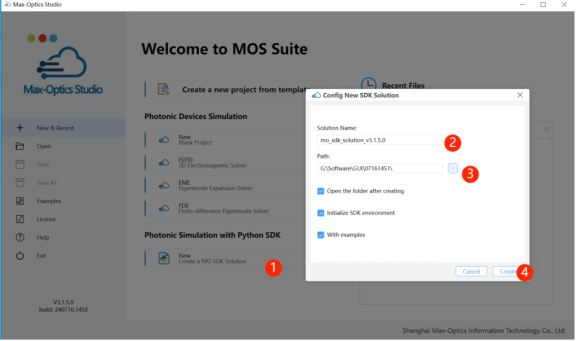 Max-Optics Studio
Max-Optics Studio
New & Recent
Open
Save
Save As
Examples
License
Help
Exit
V3.1.5.0
build: 240716.1450
Welcome to MOS Suite
Create a new project from templat
Recent Files
Photonic Devices Simulation
New
Blank Project
FDTD
3D Electromagnetic Solver
EME
Eigenmode Expansion Solver
FDE
Finite-difference Eigenmode Solver
Photonic Simulation with Python SDK
New
Create a MO SDK Solution
1
Config New SDK Solution
Solution Name:
mo_sdk_solution_v3.1.5.0
2
Path:
G:\Software\GUI\07161451\
3
Open the folder after creating
Initialize SDK environment
With examples
Cancel
Create
4
Shanghai Max-Optics Information Technology Co., Ltd.